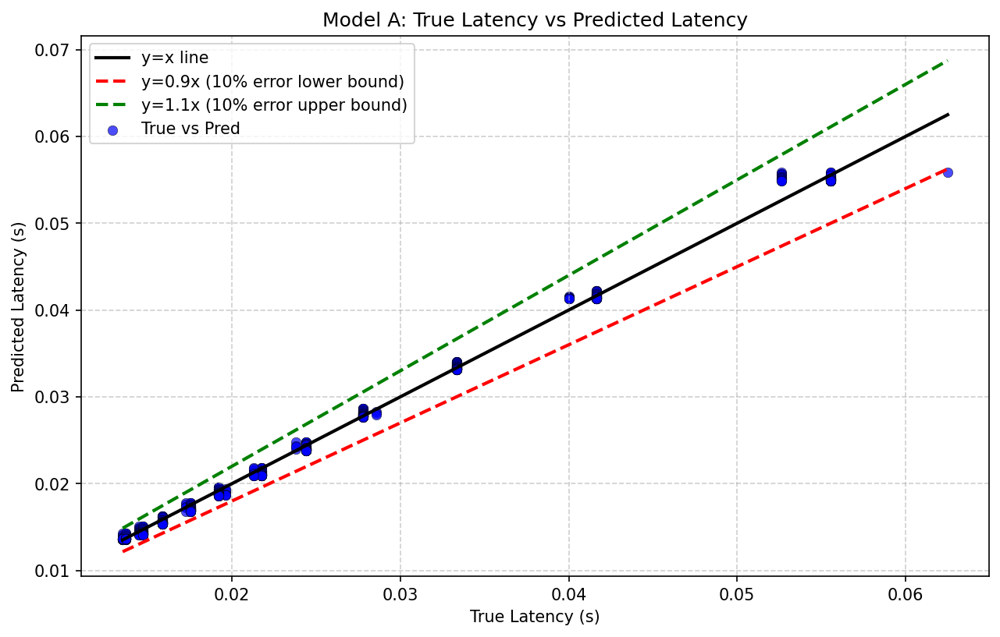 Model A: True Latency vs Predicted Latency
y=x line
y=0.9x (10% error lower bound)
y=1.1x (10% error upper bound)
True vs Pred
Predicted Latency (s)
0.07
0.06
0.05
0.04
0.03
0.02
0.01
0.02
0.03
0.04
0.05
0.06
True Latency (s)